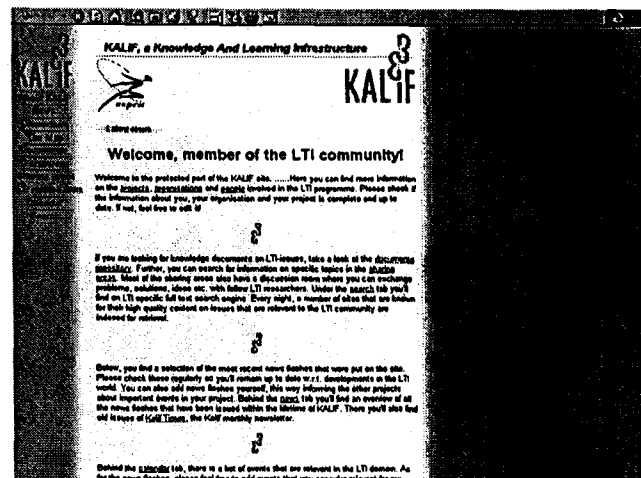 KALIF, a Knowledge And Learning Infrastructure
KALIF
KALIF
esprit
Latest news
Welcome, member of the LTI community!
Welcome to the protected part of the KALIF site. ......Here you can find more information
on the projects, organisations and people involved in the LTI programme. Please check if
the information about you, your organisation and your project is complete and up to
date. If not, feel free to edit it!
If you are looking for knowledge documents on LTI-issues, take a look at the documents
repository. Further, you can search for information on specific topics in the sharing
areas. Most of the sharing areas also have a discussion room where you can exchange
problems, solutions, ideas etc. with fellow LTI researchers. Under the search tab you'll
find an LTI specific full text search engine. Every night, a number of sites that are known
for their high quality content on issues that are relevant to the LTI community are
indexed for retrieval.
Below, you find a selection of the most recent news flashes that were put on the site.
Please check these regularly so you'll remain up to date w.r.t. developments in the LTI
world. You can also add news flashes yourself, this way informing the other projects
about important events in your project. Behind the news tab you'll find an overview of all
the news flashes that have been issued within the lifetime of KALIF. There you'll also find
old issues of Kalif Times, the Kalif monthly newsletter.
Behind the calendar tab, there is a list of events that are relevant in the LTI domain. As